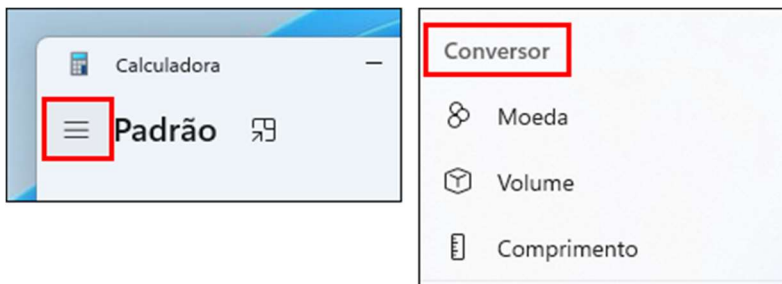 Calculadora
Padrão
Conversor
Moeda
Volume
Comprimento